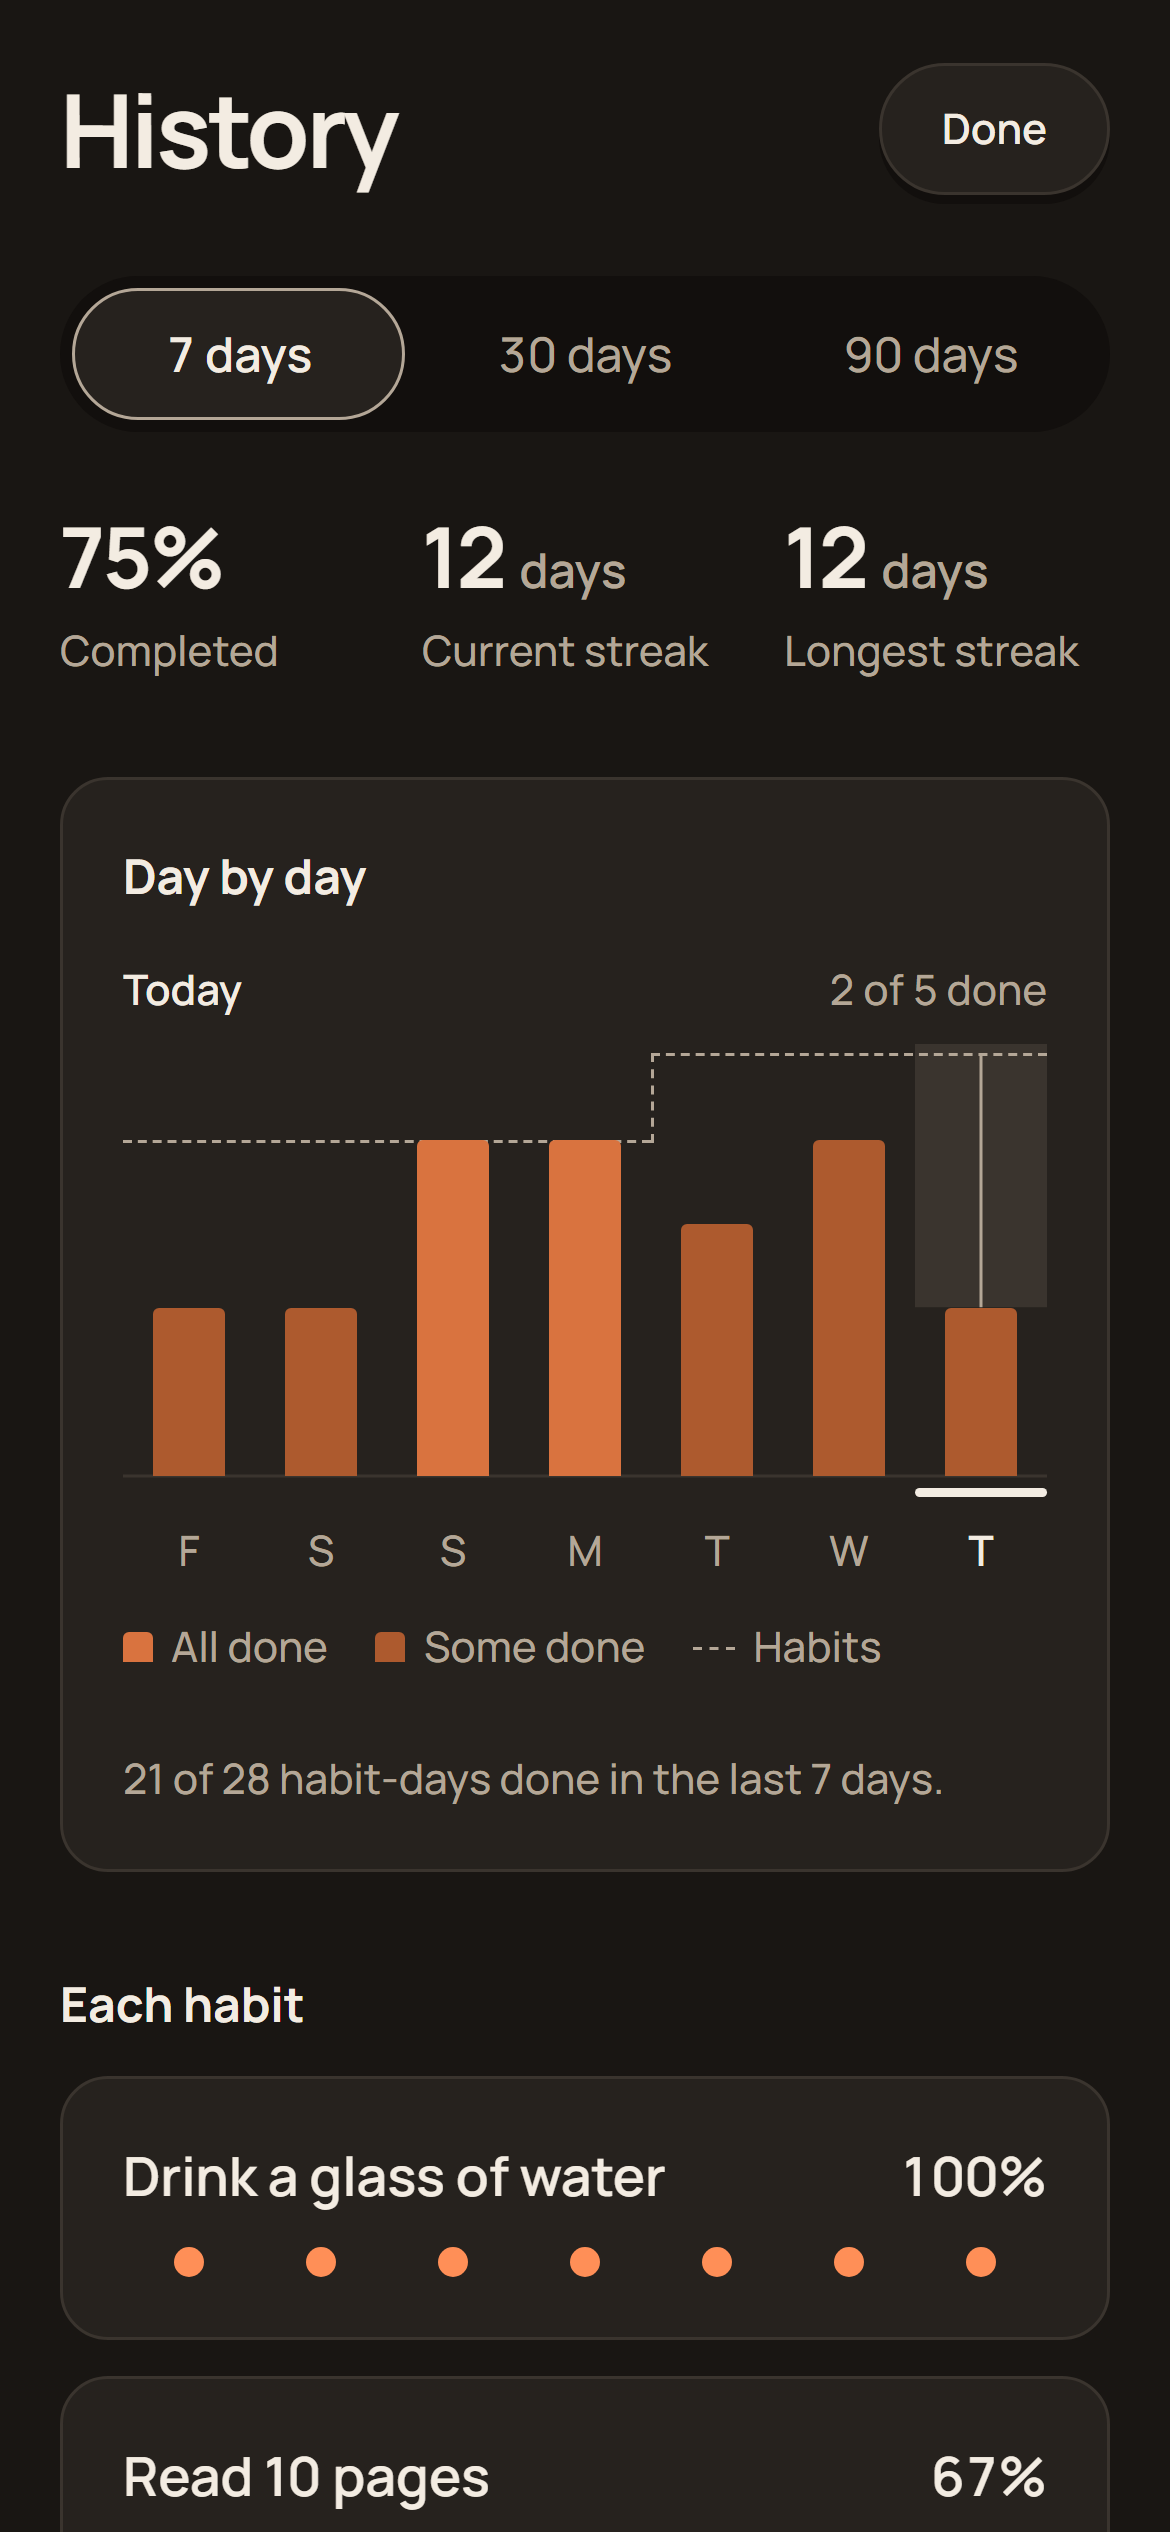 History
Done
7 days 30 days 90 days
75% 12 days 12 days
Completed Current streak Longest streak
Day by day
Today 2 of 5 done
F S S M T W T
All done Some done Habits
21 of 28 habit-days done in the last 7 days.
Each habit
Drink a glass of water 100%
Read 10 pages 67%